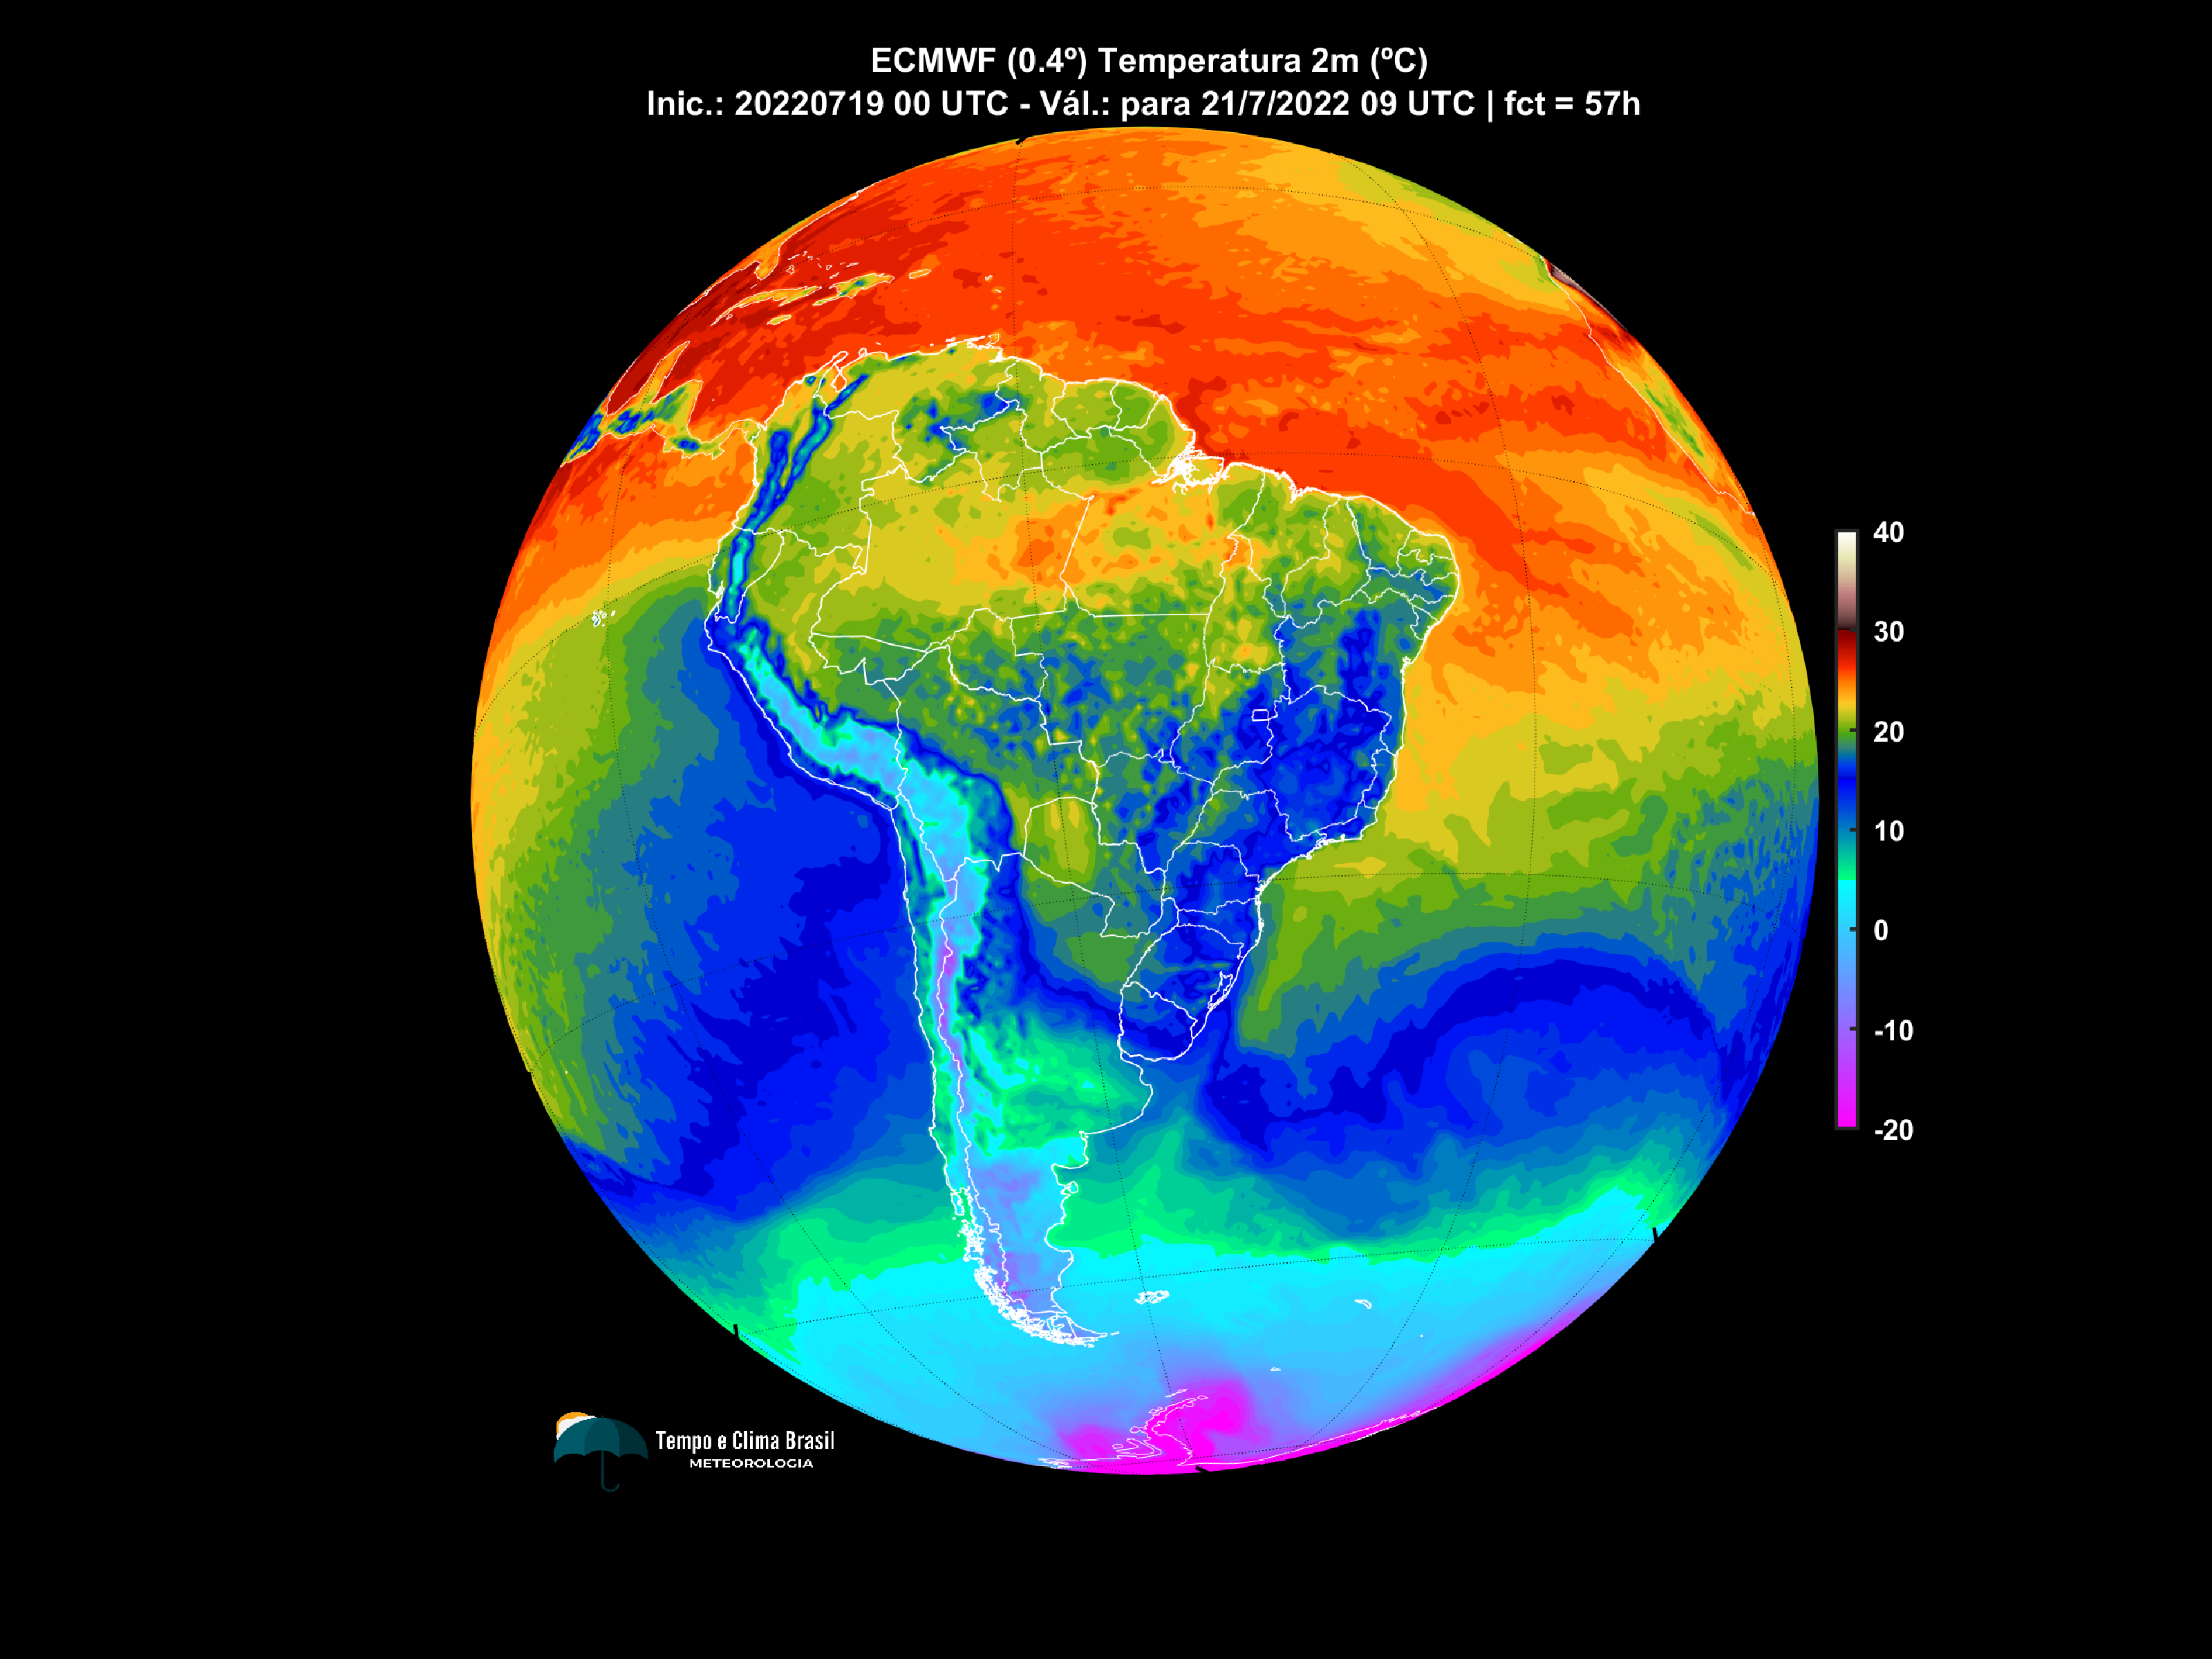 ECMWF (0.4º) Temperatura 2m (ºC)
Inic.: 20220719 00 UTC - Vál.: para 21/7/2022 09 UTC | fct = 57h
40
30
20
10
0
-10
-20
Tempo e Clima Brasil
METEOROLOGIA